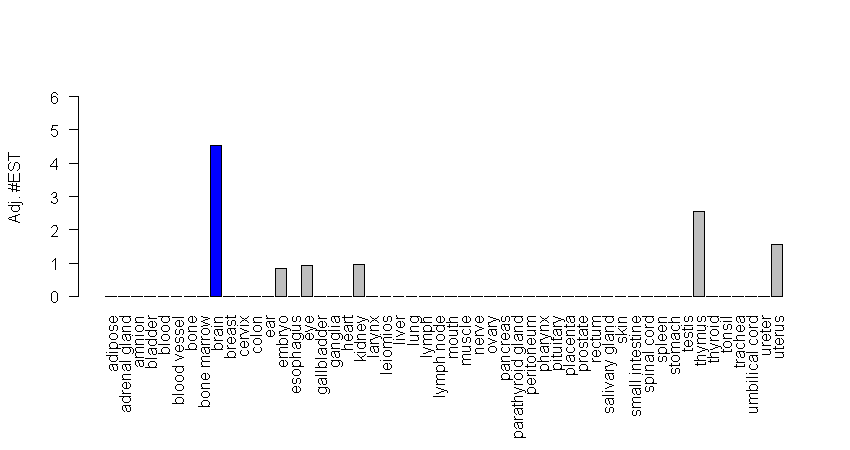 Adj. #EST
6
5
4
3
2
1
0
adipose
adrenal gland
amnion
bladder
blood
blood vessel
bone
bone marrow
brain
breast
cervix
colon
ear
embryo
esophagus
eye
gallbladder
ganglia
heart
kidney
larynx
leiomios
liver
lung
lymph
lymph node
mouth
muscle
nerve
ovary
pancreas
parathyroid gland
peritoneum
pharynx
pituitary
placenta
prostate
rectum
salivary gland
skin
small intestine
spinal cord
spleen
stomach
testis
thymus
thyroid
tonsil
trachea
umbilical cord
ureter
uterus